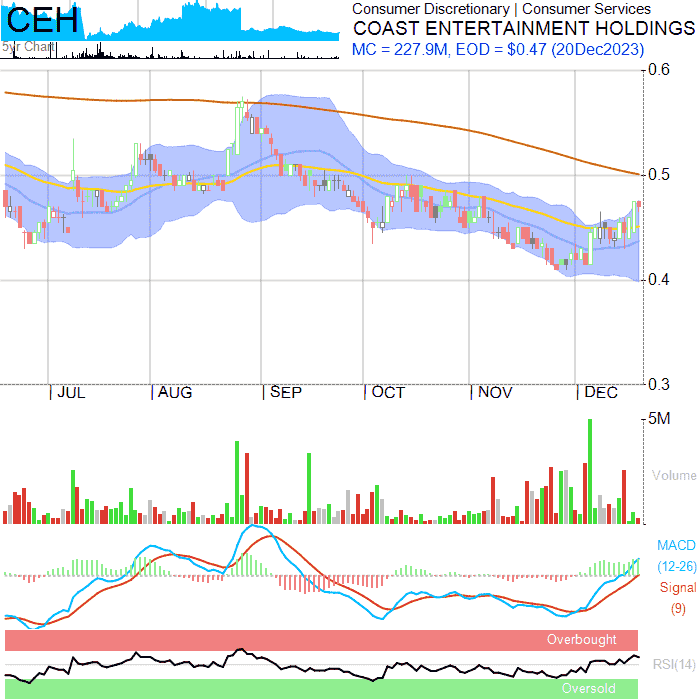 CEH
5yr Chart
Consumer Discretionary | Consumer Services
COAST ENTERTAINMENT HOLDINGS
MC = 227.9M, EOD = $0.47 (20Dec2023)
0.6
0.5
0.4
0.3
JUL AUG SEP OCT NOV DEC
5M
Volume
MACD
(12-26)
Signal
(9)
Overbought
RSI(14)
Oversold